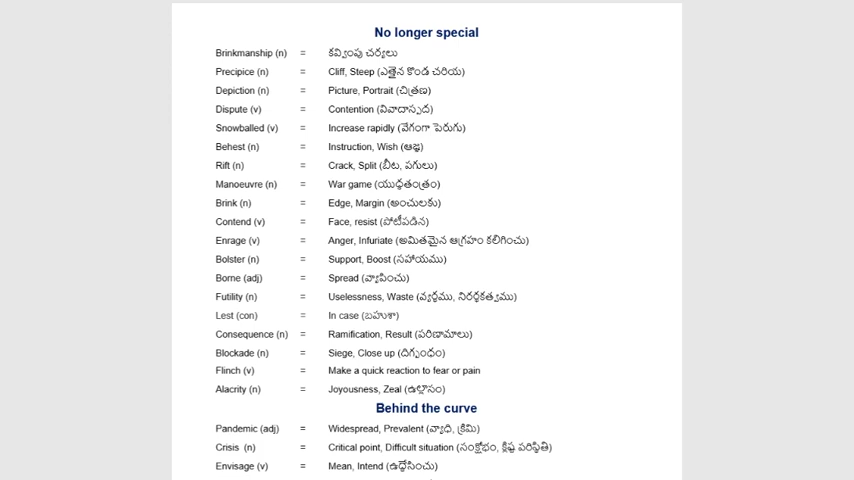 No longer special
Brinkmanship (n) = కవ్వింపు చర్యలు
Precipice (n) = Cliff, Steep (ఎత్తైన కొండ చరియ)
Depiction (n) = Picture, Portrait (చిత్రణ)
Dispute (v) = Contention (వివాదాస్పద)
Snowballed (v) = Increase rapidly (వేగంగా పెరుగు)
Behest (n) = Instruction, Wish (ఆజ్ఞ)
Rift (n) = Crack, Split (బీట, పగులు)
Manoeuvre (n) = War game (యుద్ధతంత్రం)
Brink (n) = Edge, Margin (అంచులకు)
Contend (v) = Face, resist (పోటీపడిన)
Enrage (v) = Anger, Infuriate (అమితమైన ఆగ్రహం కలిగించు)
Bolster (n) = Support, Boost (సహాయము)
Borne (adj) = Spread (వ్యాపించు)
Futility (n) = Uselessness, Waste (వ్యర్థము, నిరర్థకత్వము)
Lest (con) = In case (బహుశా)
Consequence (n) = Ramification, Result (పరిణామాలు)
Blockade (n) = Siege, Close up (దిగ్బంధం)
Flinch (v) = Make a quick reaction to fear or pain
Alacrity (n) = Joyousness, Zeal (ఉల్లాసం)
Behind the curve
Pandemic (adj) = Widespread, Prevalent (వ్యాధి, క్రిమి)
Crisis (n) = Critical point, Difficult situation (సంక్షోభం, క్లిష్ట పరిస్థితి)
Envisage (v) = Mean, Intend (ఉద్ధేసించు)